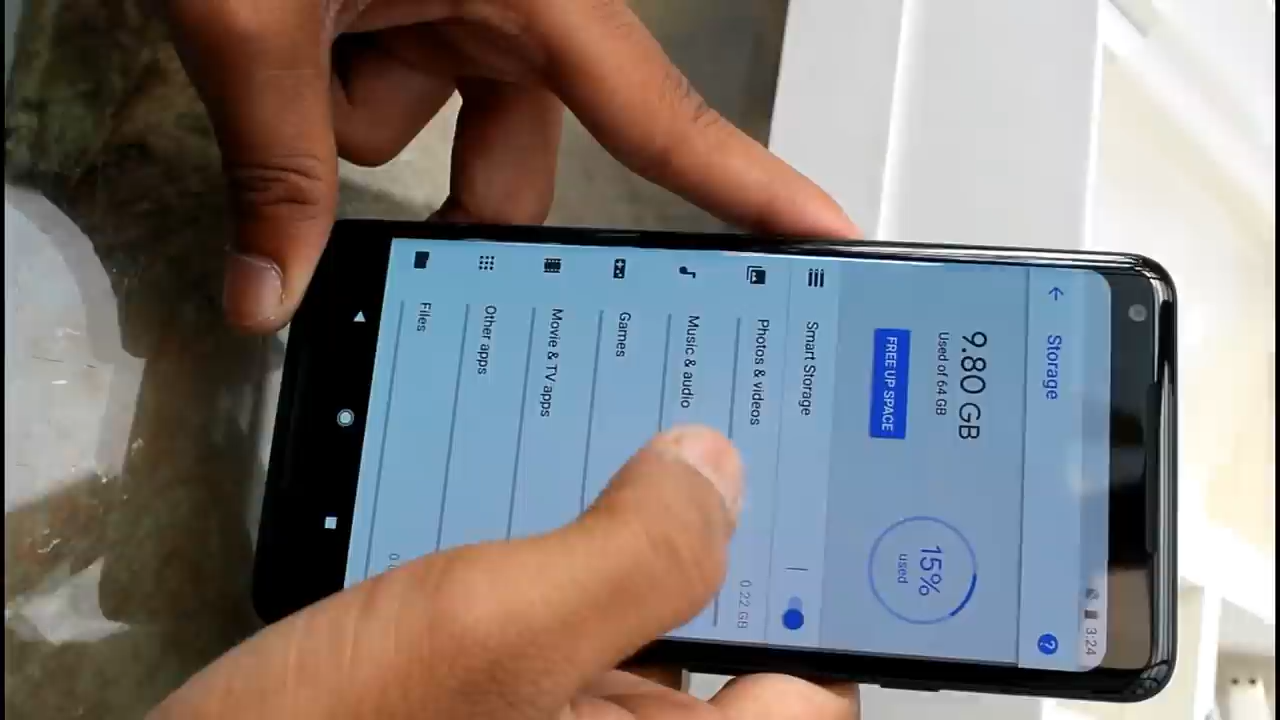 3:24
Storage
?
9.80 GB
Used of 64 GB
15%
used
FREE UP SPACE
Smart Storage
Photos & videos
0.22 GB
Music & audio
Games
Movie & TV apps
Other apps
Files